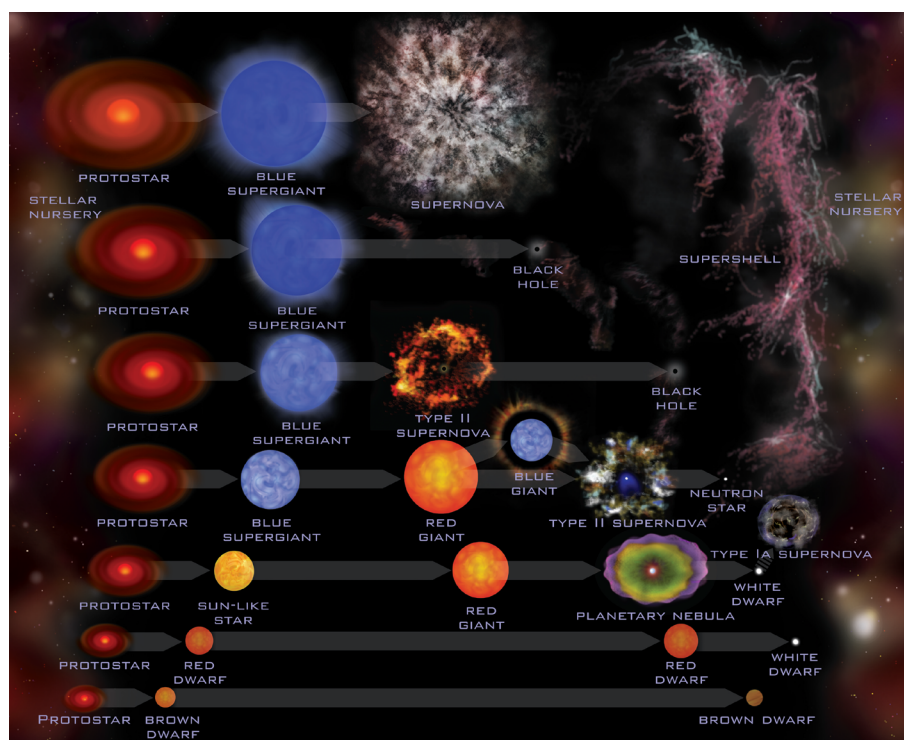 PROTOSTAR
BLUE
SUPERGIANT
SUPERNOVA
STELLAR
NURSERY
STELLAR
NURSERY
SUPERSHELL
PROTOSTAR
BLUE
SUPERGIANT
BLACK
HOLE
PROTOSTAR
BLUE
SUPERGIANT
TYPE II
SUPERNOVA
BLACK
HOLE
PROTOSTAR
BLUE
SUPERGIANT
RED
GIANT
BLUE
GIANT
TYPE II SUPERNOVA
NEUTRON
STAR
TYPE IA SUPERNOVA
PROTOSTAR
SUN-LIKE
STAR
RED
GIANT
PLANETARY NEBULA
WHITE
DWARF
PROTOSTAR
RED
DWARF
RED
DWARF
WHITE
DWARF
PROTOSTAR
BROWN
DWARF
BROWN DWARF